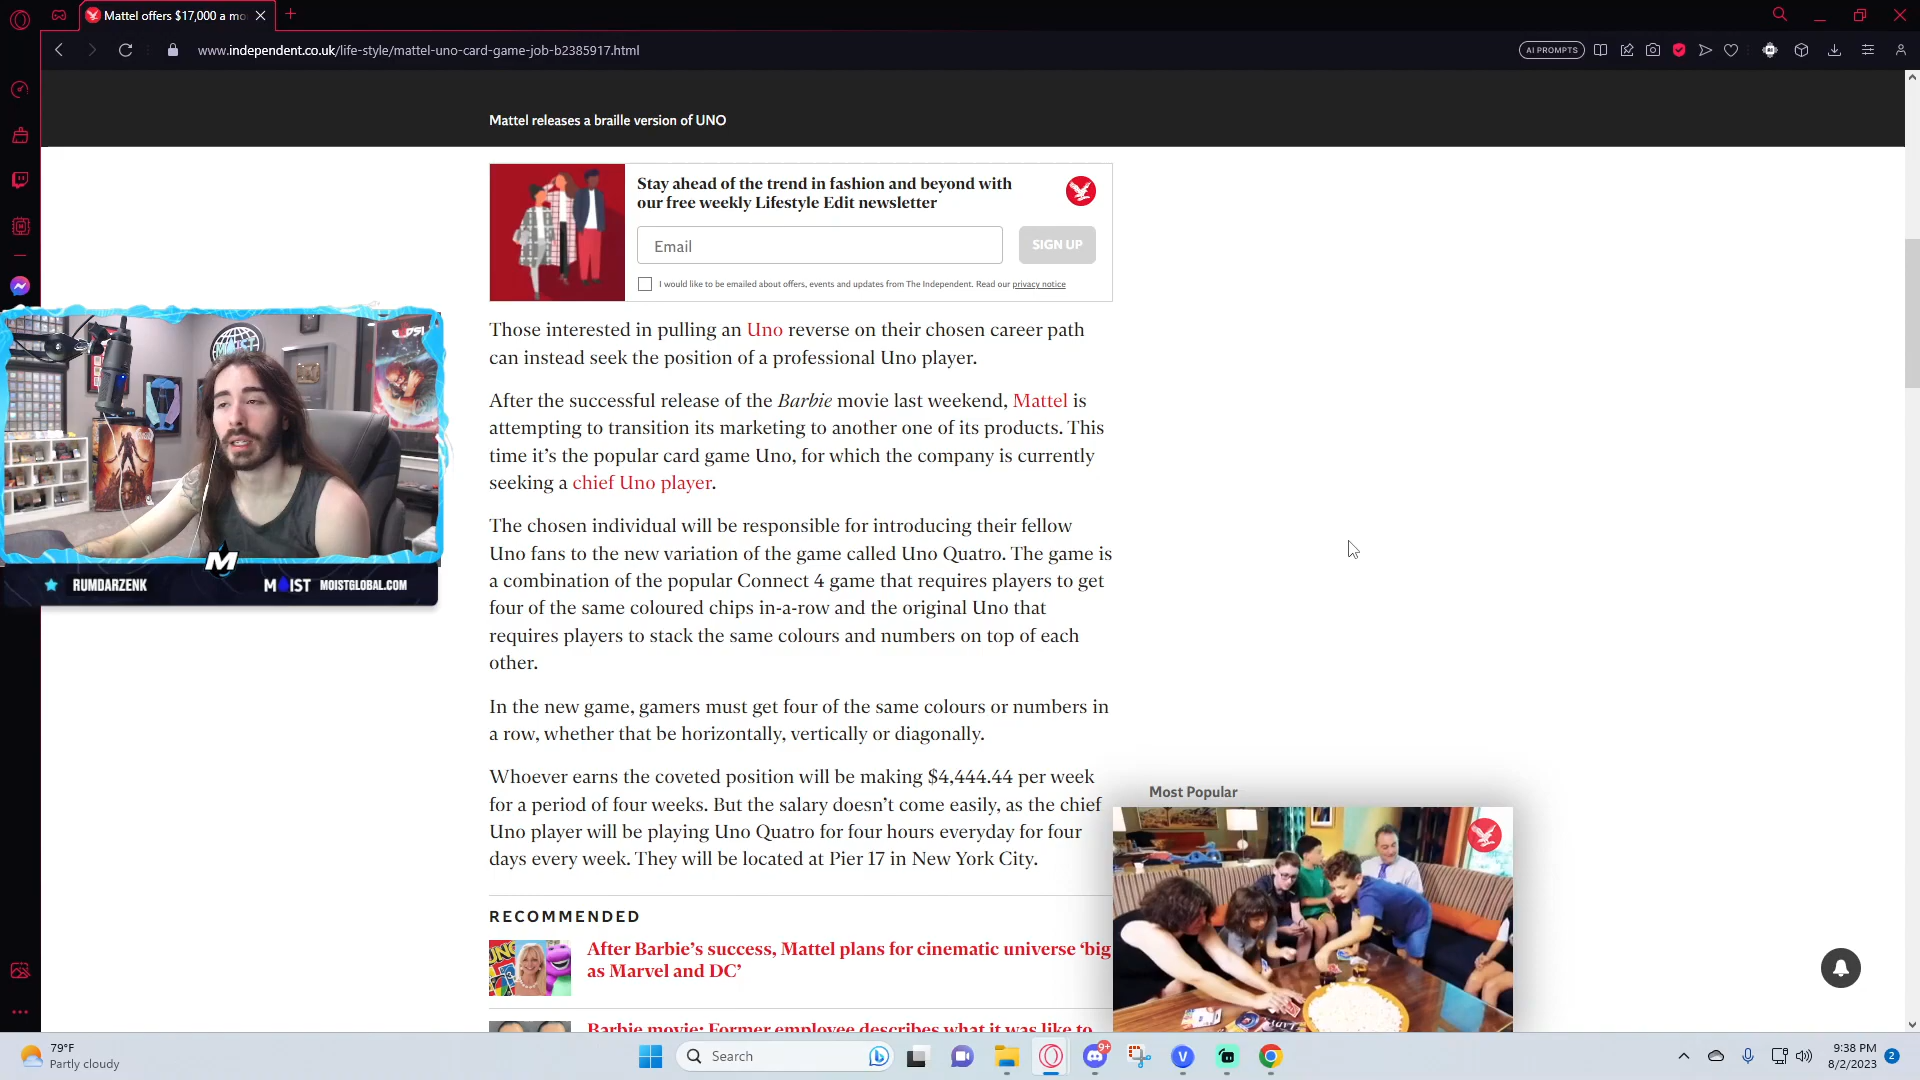 Mattel offers $17,000 a mo
www.independent.co.uk/life-style/mattel-uno-card-game-job-b2385917.html
AI PROMPTS
Mattel releases a braille version of UNO
Stay ahead of the trend in fashion and beyond with
our free weekly Lifestyle Edit newsletter
Email
SIGN UP
I would like to be emailed about offers, events and updates from The Independent. Read our privacy notice
Those interested in pulling an Uno reverse on their chosen career path
can instead seek the position of a professional Uno player.
After the successful release of the Barbie movie last weekend, Mattel is
attempting to transition its marketing to another one of its products. This
time it’s the popular card game Uno, for which the company is currently
seeking a chief Uno player.
The chosen individual will be responsible for introducing their fellow
Uno fans to the new variation of the game called Uno Quatro. The game is
a combination of the popular Connect 4 game that requires players to get
four of the same coloured chips in-a-row and the original Uno that
requires players to stack the same colours and numbers on top of each
other.
In the new game, gamers must get four of the same colours or numbers in
a row, whether that be horizontally, vertically or diagonally.
Whoever earns the coveted position will be making $4,444.44 per week
for a period of four weeks. But the salary doesn’t come easily, as the chief
Uno player will be playing Uno Quatro for four hours everyday for four
days every week. They will be located at Pier 17 in New York City.
RECOMMENDED
After Barbie’s success, Mattel plans for cinematic universe ‘big
as Marvel and DC’
Barbie movie: Former employee describes what it was like to
Most Popular
MOIST
M
RUMDARZENK
MOIST
MOISTGLOBAL.COM
UNO
79°F
Partly cloudy
Search
9+
V
9:38 PM
8/2/2023
2